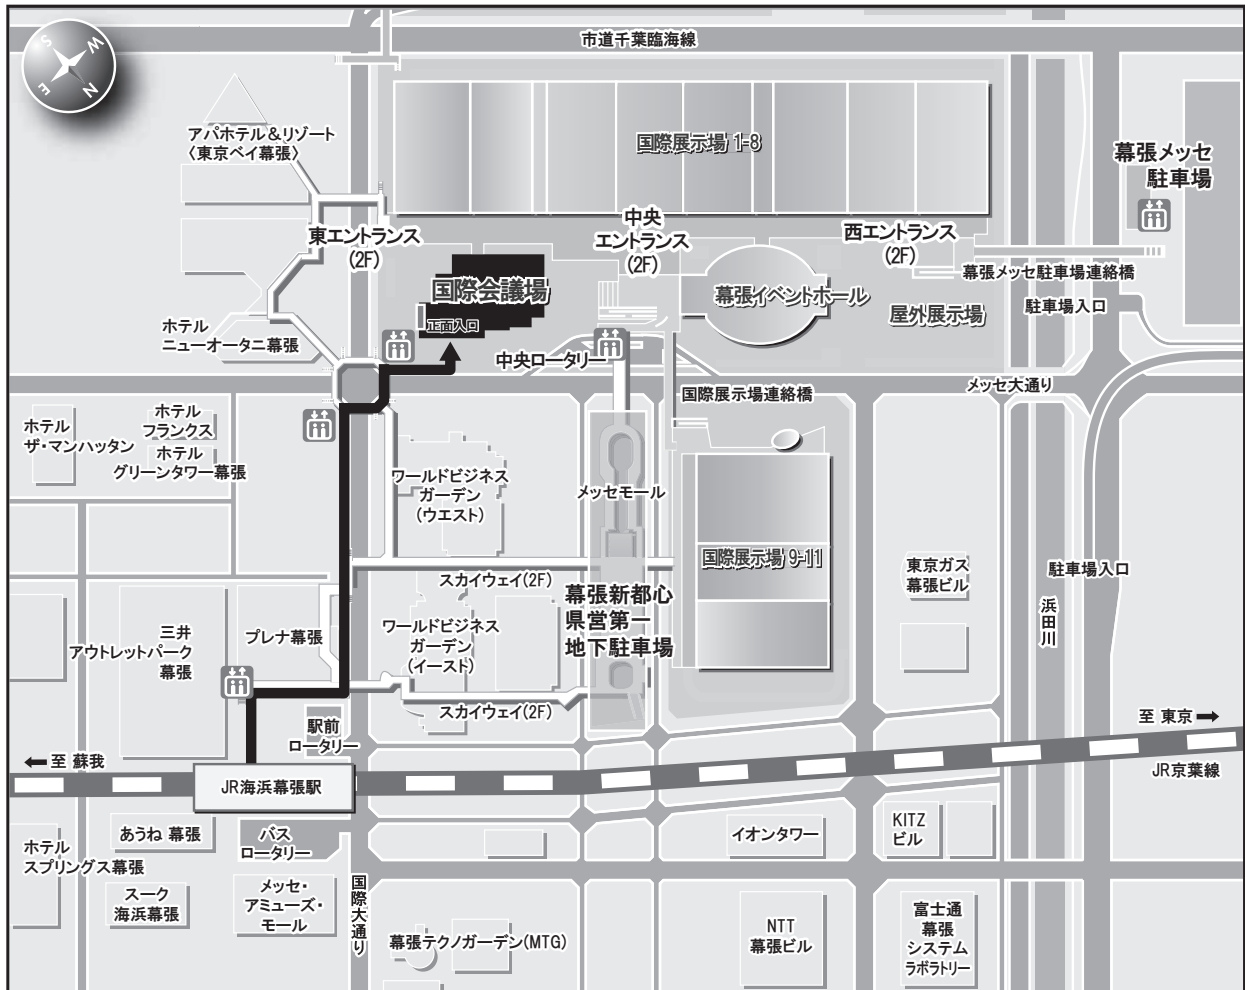 市道千葉臨海線
S
W
E
N
アパホテル&リゾート
〈東京ベイ幕張〉
国際展示場 1-8
幕張メッセ
駐車場
東エントランス
(2F)
中央
エントランス
(2F)
西エントランス
(2F)
幕張メッセ駐車場連絡橋
国際会議場
正面入口
幕張イベントホール
屋外展示場
駐車場入口
ホテル
ニューオータニ幕張
中央ロータリー
国際展示場連絡橋
メッセ大通り
ホテル
ザ・マンハッタン
ホテル
フランクス
ホテル
グリーンタワー幕張
ワールドビジネス
ガーデン
(ウエスト)
メッセモール
国際展示場 9-11
東京ガス
幕張ビル
駐車場入口
浜田川
スカイウェイ(2F)
幕張新都心
県営第一
地下駐車場
三井
アウトレットパーク
幕張
プレナ幕張
ワールドビジネス
ガーデン
(イースト)
スカイウェイ(2F)
駅前
ロータリー
至 東京→
←至 蘇我
JR海浜幕張駅
JR京葉線
ホテル
スプリングス幕張
あうね 幕張
バス
ロータリー
イオンタワー
KITZ
ビル
スーク
海浜幕張
メッセ・
アミューズ・
モール
国際大通り
幕張テクノガーデン(MTG)
NTT
幕張ビル
富士通
幕張
システム
ラボラトリー